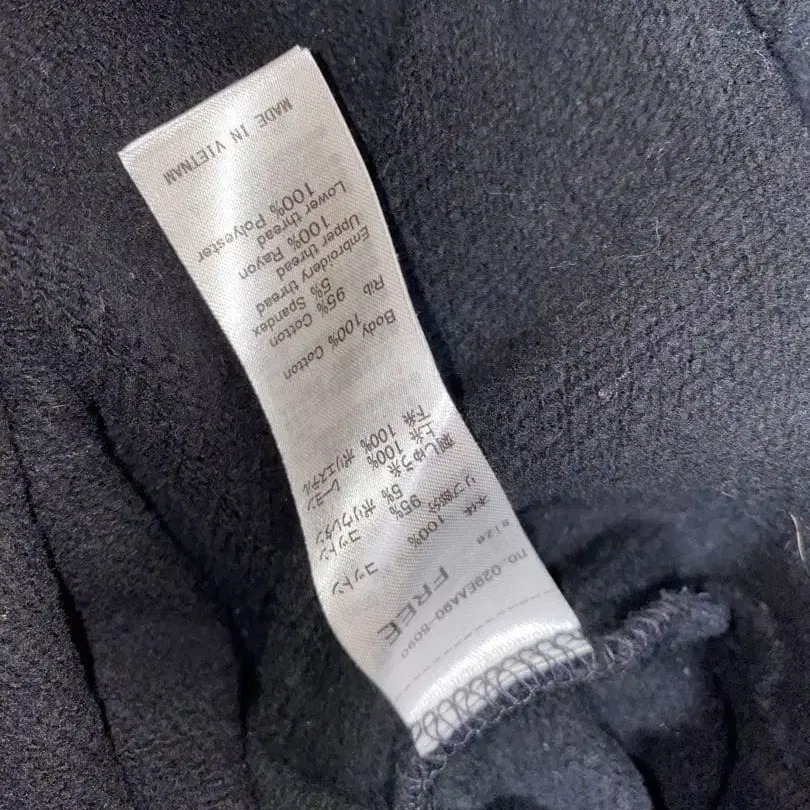 no. 029EAA90-5090
size
FREE
本体
100% コットン
リブ部分
95% コットン
5% ポリウレタン
刺しゅう糸
上糸 100% レーヨン
下糸 100% ポリエステル
Body
100% Cotton
Rib 95% Cotton
5% Spandex
Embroidery thread
Upper thread
100% Rayon
Lower thread
100% Polyester
MADE IN VIETNAM